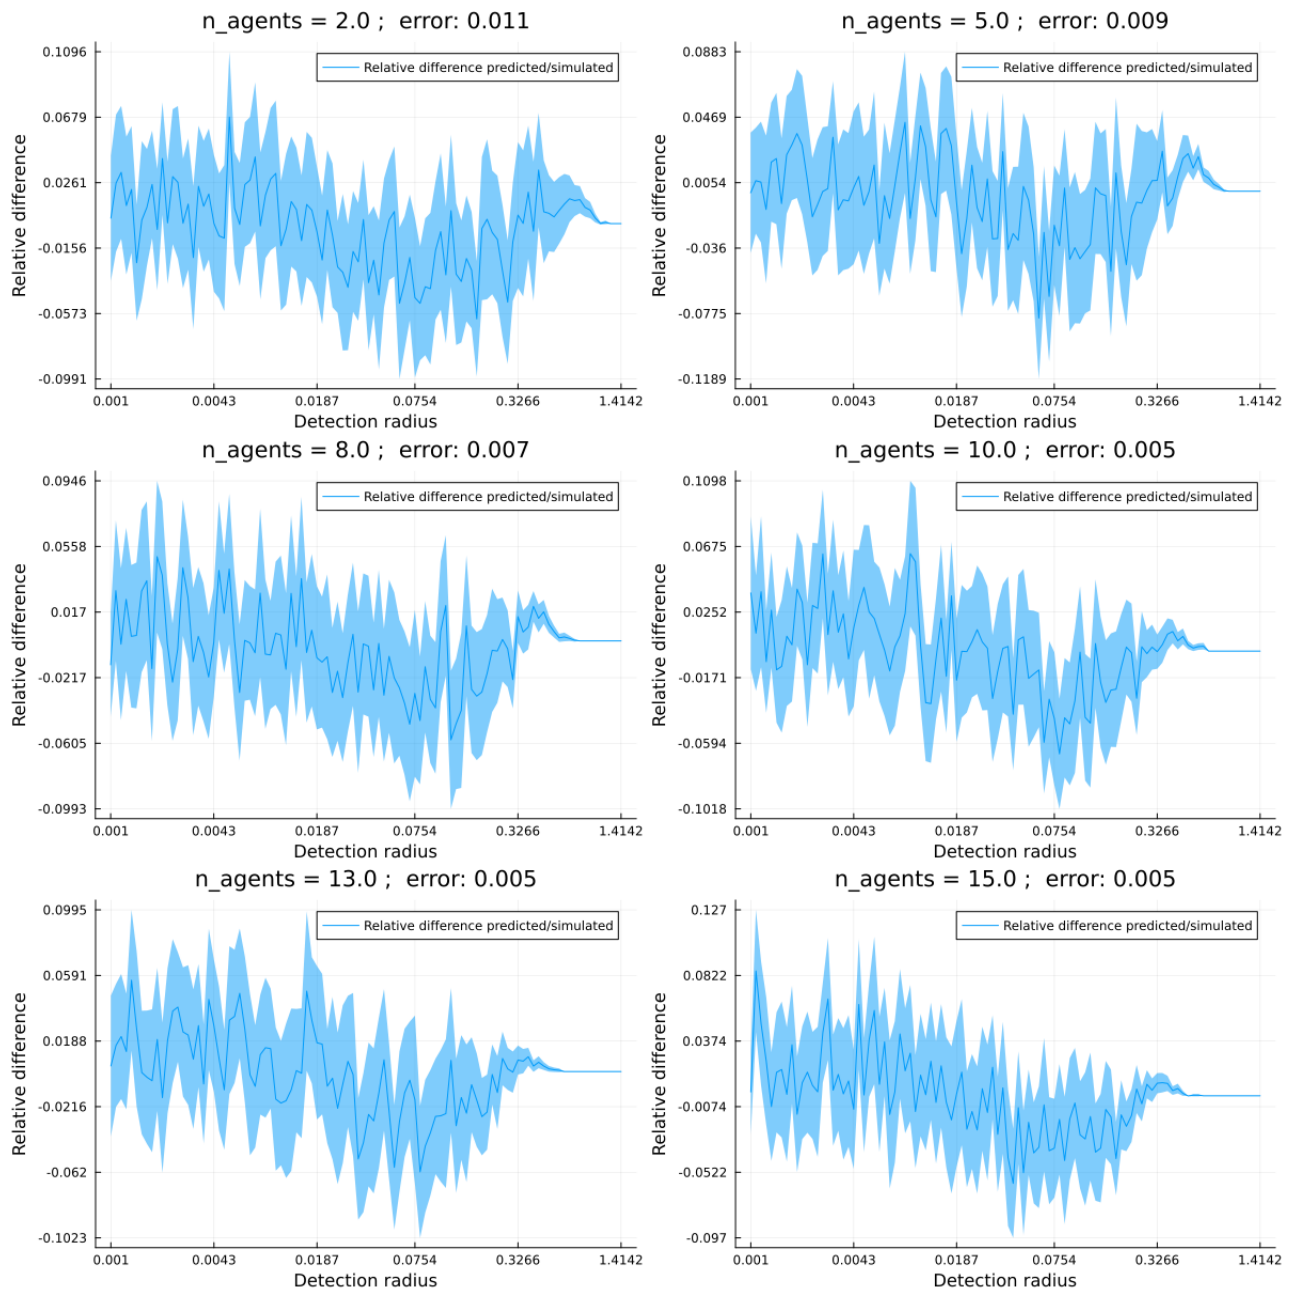 n_agents = 2.0 ;  error: 0.011
Relative difference predicted/simulated
Relative difference
0.1096
0.0679
0.0261
-0.0156
-0.0573
-0.0991
0.001 0.0043 0.0187 0.0754 0.3266 1.4142
Detection radius
n_agents = 5.0 ;  error: 0.009
Relative difference predicted/simulated
Relative difference
0.0883
0.0469
0.0054
-0.036
-0.0775
-0.1189
0.001 0.0043 0.0187 0.0754 0.3266 1.4142
Detection radius
n_agents = 8.0 ;  error: 0.007
Relative difference predicted/simulated
Relative difference
0.0946
0.0558
0.017
-0.0217
-0.0605
-0.0993
0.001 0.0043 0.0187 0.0754 0.3266 1.4142
Detection radius
n_agents = 10.0 ;  error: 0.005
Relative difference predicted/simulated
Relative difference
0.1098
0.0675
0.0252
-0.0171
-0.0594
-0.1018
0.001 0.0043 0.0187 0.0754 0.3266 1.4142
Detection radius
n_agents = 13.0 ;  error: 0.005
Relative difference predicted/simulated
Relative difference
0.0995
0.0591
0.0188
-0.0216
-0.062
-0.1023
0.001 0.0043 0.0187 0.0754 0.3266 1.4142
Detection radius
n_agents = 15.0 ;  error: 0.005
Relative difference predicted/simulated
Relative difference
0.127
0.0822
0.0374
-0.0074
-0.0522
-0.097
0.001 0.0043 0.0187 0.0754 0.3266 1.4142
Detection radius